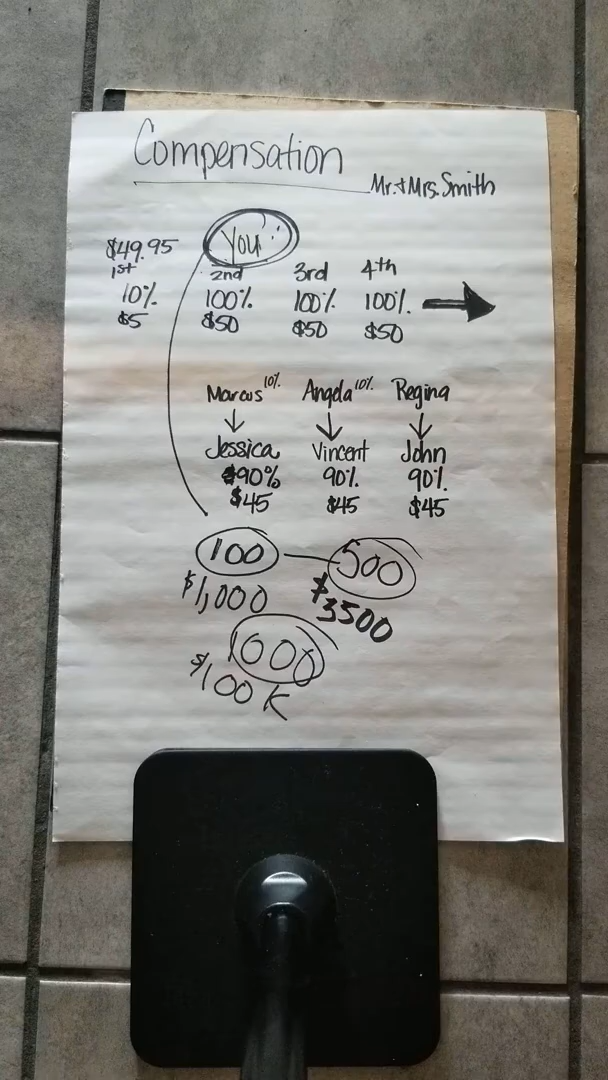 Compensation
Mr. & Mrs. Smith
You
$49.95
1st 2nd 3rd 4th
10% 100% 100% 100%
$5 $50 $50 $50
Marcus 10% Angela 10% Regina
Jessica Vincent John
$90% 90% 90%
$45 $45 $45
100 500
$1,000 $3500
1000
$100 K